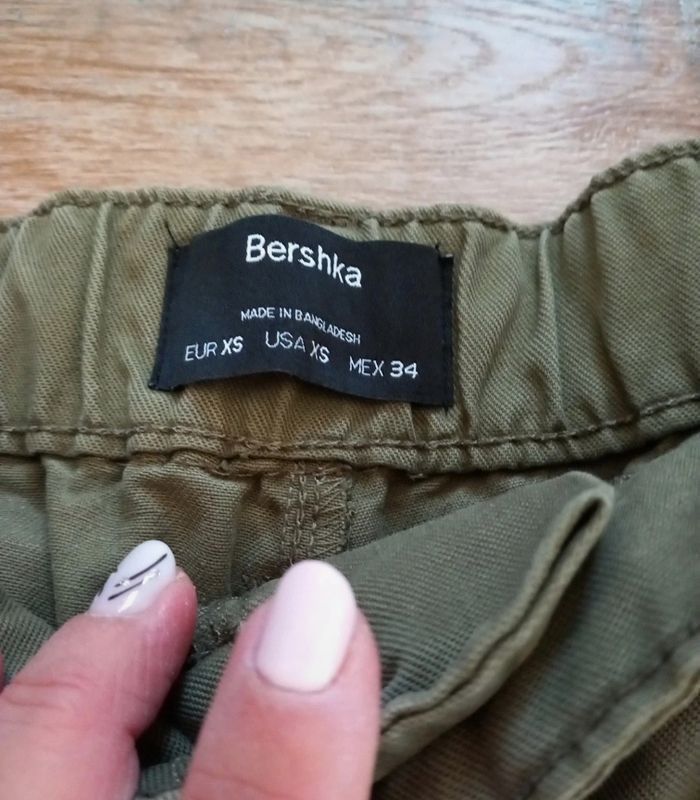 Bershka
MADE IN BANGLADESH
EUR XS USA XS MEX 34